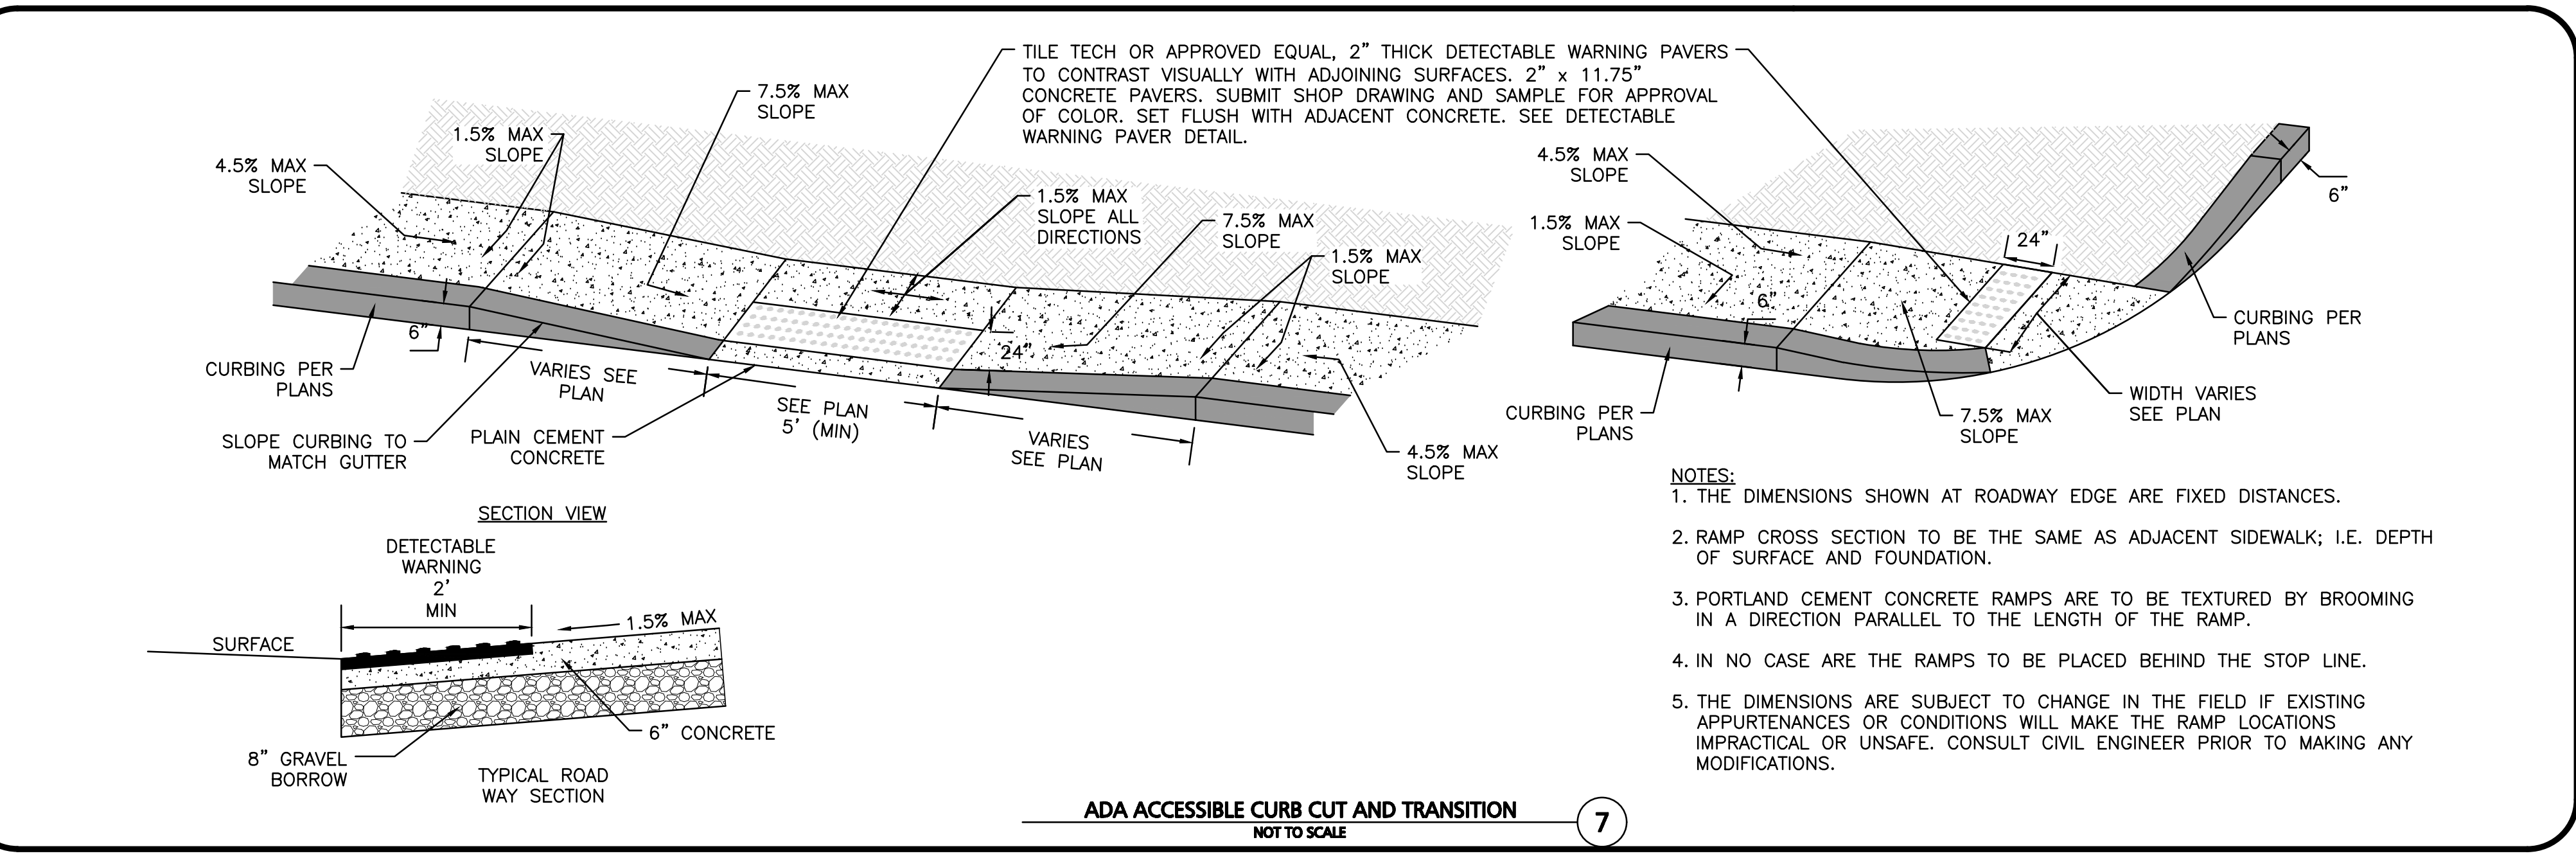 TILE TECH OR APPROVED EQUAL, 2” THICK DETECTABLE WARNING PAVERS
TO CONTRAST VISUALLY WITH ADJOINING SURFACES. 2” x 11.75”
CONCRETE PAVERS. SUBMIT SHOP DRAWING AND SAMPLE FOR APPROVAL
OF COLOR. SET FLUSH WITH ADJACENT CONCRETE. SEE DETECTABLE
WARNING PAVER DETAIL.
7.5% MAX
SLOPE
1.5% MAX
SLOPE
4.5% MAX
SLOPE
1.5% MAX
SLOPE ALL
DIRECTIONS
7.5% MAX
SLOPE
1.5% MAX
SLOPE
6”
24”
CURBING PER
PLANS
VARIES SEE
PLAN
SEE PLAN
5’ (MIN)
VARIES
SEE PLAN
SLOPE CURBING TO
MATCH GUTTER
PLAIN CEMENT
CONCRETE
4.5% MAX
SLOPE
4.5% MAX
SLOPE
1.5% MAX
SLOPE
24”
6”
6”
CURBING PER
PLANS
WIDTH VARIES
SEE PLAN
7.5% MAX
SLOPE
CURBING PER
PLANS
SECTION VIEW
DETECTABLE
WARNING
2’
MIN
1.5% MAX
SURFACE
6” CONCRETE
8” GRAVEL
BORROW
TYPICAL ROAD
WAY SECTION
NOTES:
1. THE DIMENSIONS SHOWN AT ROADWAY EDGE ARE FIXED DISTANCES.
2. RAMP CROSS SECTION TO BE THE SAME AS ADJACENT SIDEWALK; I.E. DEPTH
OF SURFACE AND FOUNDATION.
3. PORTLAND CEMENT CONCRETE RAMPS ARE TO BE TEXTURED BY BROOMING
IN A DIRECTION PARALLEL TO THE LENGTH OF THE RAMP.
4. IN NO CASE ARE THE RAMPS TO BE PLACED BEHIND THE STOP LINE.
5. THE DIMENSIONS ARE SUBJECT TO CHANGE IN THE FIELD IF EXISTING
APPURTENANCES OR CONDITIONS WILL MAKE THE RAMP LOCATIONS
IMPRACTICAL OR UNSAFE. CONSULT CIVIL ENGINEER PRIOR TO MAKING ANY
MODIFICATIONS.
ADA ACCESSIBLE CURB CUT AND TRANSITION
NOT TO SCALE
7